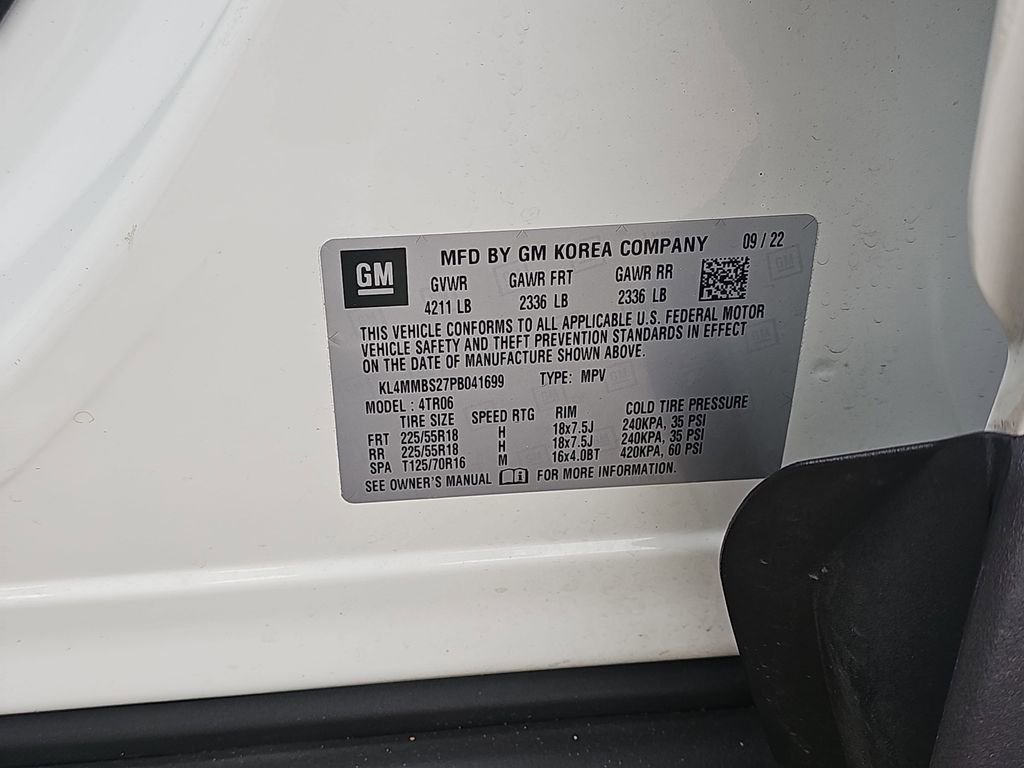 GM
MFD BY GM KOREA COMPANY 09 / 22
GVWR GAWR FRT GAWR RR
4211 LB 2336 LB 2336 LB
THIS VEHICLE CONFORMS TO ALL APPLICABLE U.S. FEDERAL MOTOR
VEHICLE SAFETY AND THEFT PREVENTION STANDARDS IN EFFECT
ON THE DATE OF MANUFACTURE SHOWN ABOVE.
KL4MMBS27PB041699 TYPE: MPV
MODEL : 4TR06
TIRE SIZE SPEED RTG RIM COLD TIRE PRESSURE
FRT 225/55R18 H 18x7.5J 240KPA, 35 PSI
RR 225/55R18 H 18x7.5J 240KPA, 35 PSI
SPA T125/70R16 M 16x4.0BT 420KPA, 60 PSI
SEE OWNER'S MANUAL i FOR MORE INFORMATION.